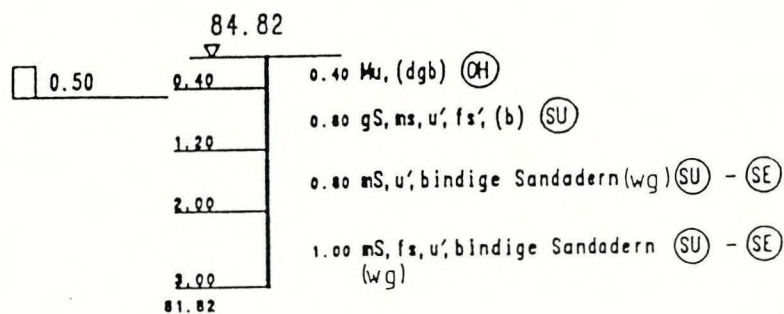 84.82
0.50
0.40
0.40 Mu, (dgb) OH
0.80 gS, ms, u´, fs´, (b) SU
1.20
0.80 mS, u´, bindige Sandadern (wg) SU - SE
2.00
1.00 mS, fs, u´, bindige Sandadern SU - SE
(wg)
3.00
81.82